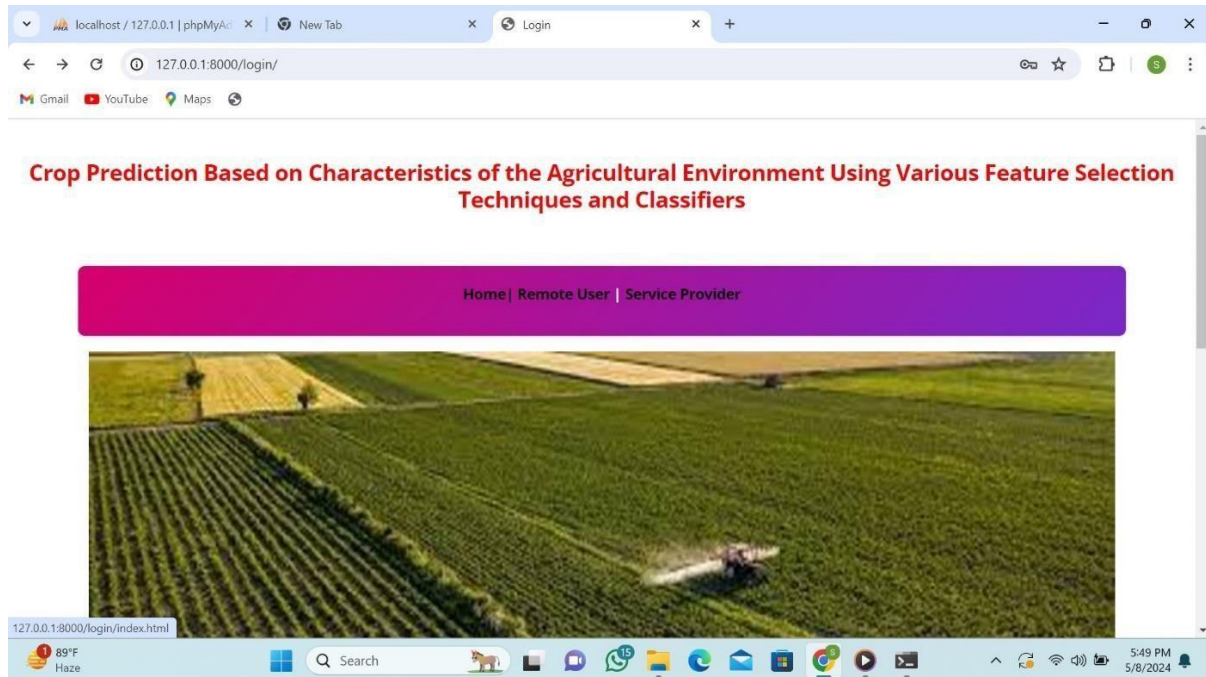 localhost / 127.0.0.1 | phpMyAd
New Tab
Login
127.0.0.1:8000/login/
S
Gmail
YouTube
Maps
Crop Prediction Based on Characteristics of the Agricultural Environment Using Various Feature Selection
Techniques and Classifiers
Home| Remote User | Service Provider
127.0.0.1:8000/login/index.html
1
89°F
Haze
Search
15
S
5:49 PM
5/8/2024